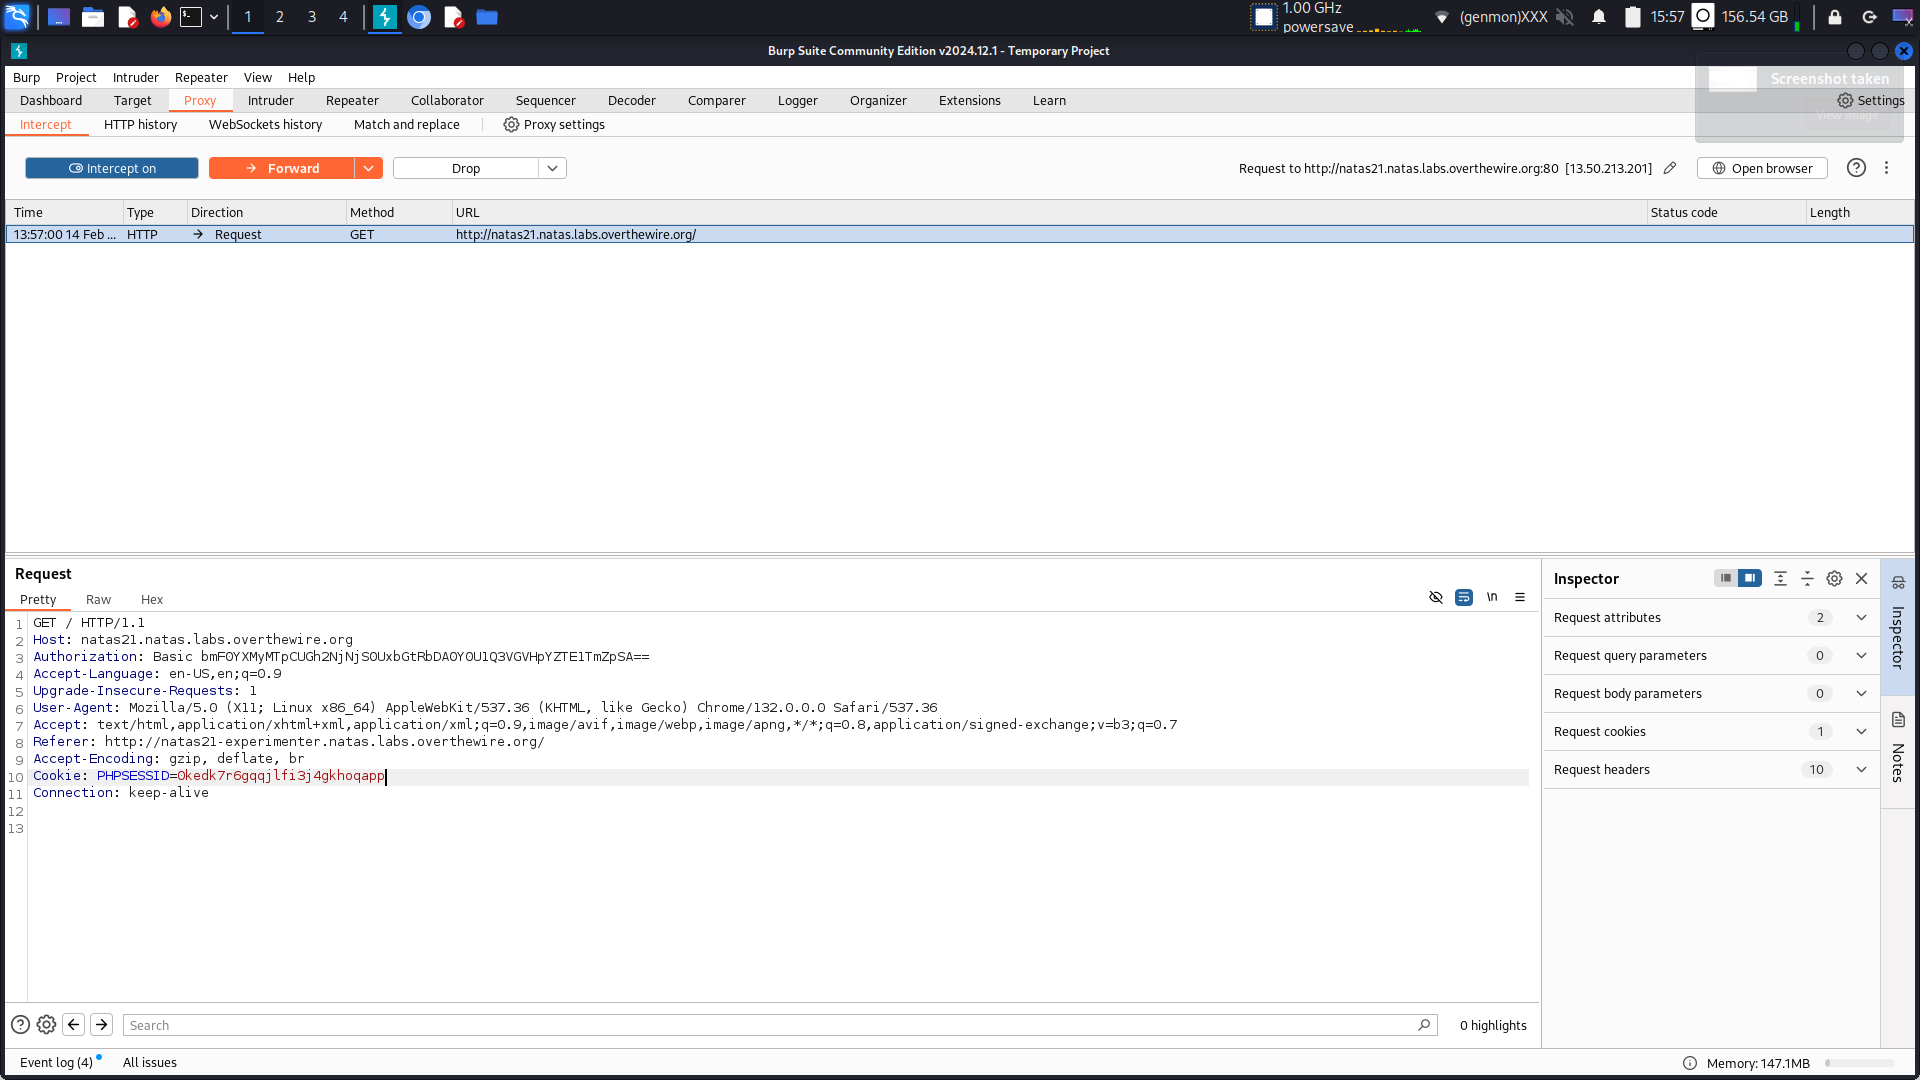 1 2 3 4 1.00 GHz powersave (genmon)XXX 15:57 156.54 GB
Burp Suite Community Edition v2024.12.1 - Temporary Project
Burp Project Intruder Repeater View Help
Screenshot taken
Dashboard Target Proxy Intruder Repeater Collaborator Sequencer Decoder Comparer Logger Organizer Extensions Learn Settings
View image
Intercept HTTP history WebSockets history Match and replace Proxy settings
Intercept on Forward Drop Request to http://natas21.natas.labs.overthewire.org:80 [13.50.213.201] Open browser
Time Type Direction Method URL Status code Length
13:57:00 14 Feb ... HTTP → Request GET http://natas21.natas.labs.overthewire.org/
Request
Pretty Raw Hex \n
1 GET / HTTP/1.1
2 Host: natas21.natas.labs.overthewire.org
3 Authorization: Basic bmF0YXMyMTpCUGh2NjNjS0UxbGtRbDA0Y0U1Q3VGVHpYZTE1TmZpSA==
4 Accept-Language: en-US,en;q=0.9
5 Upgrade-Insecure-Requests: 1
6 User-Agent: Mozilla/5.0 (X11; Linux x86_64) AppleWebKit/537.36 (KHTML, like Gecko) Chrome/132.0.0.0 Safari/537.36
7 Accept: text/html,application/xhtml+xml,application/xml;q=0.9,image/avif,image/webp,image/apng,*/*;q=0.8,application/signed-exchange;v=b3;q=0.7
8 Referer: http://natas21-experimenter.natas.labs.overthewire.org/
9 Accept-Encoding: gzip, deflate, br
10 Cookie: PHPSESSID=0kedk7r6gqqjlfi3j4gkhoqapp
11 Connection: keep-alive
12
13
Inspector
Request attributes 2
Request query parameters 0
Request body parameters 0
Request cookies 1
Request headers 10
Inspector
Notes
Search 0 highlights
Event log (4) All issues Memory: 147.1MB